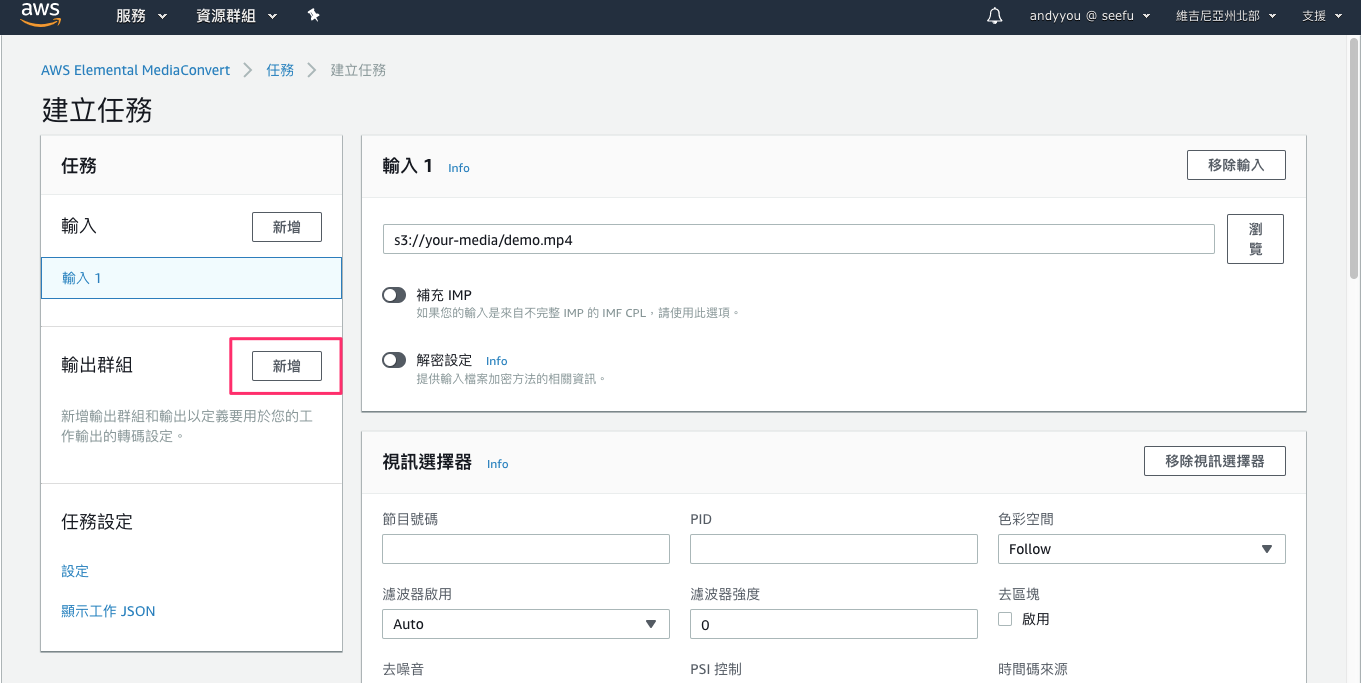 aws
服務
資源群組
andyyou @ seefu
維吉尼亞州北部
支援
AWS Elemental MediaConvert
任務
建立任務
建立任務
任務
輸入
新增
輸入 1
輸出群組
新增
新增輸出群組和輸出以定義要用於您的工
作輸出的轉碼設定。
任務設定
設定
顯示工作 JSON
輸入 1 Info
移除輸入
s3://your-media/demo.mp4
瀏
覽
補充 IMP
如果您的輸入是來自不完整 IMP 的 IMF CPL，請使用此選項。
解密設定 Info
提供輸入檔案加密方法的相關資訊。
視訊選擇器 Info
移除視訊選擇器
節目號碼
PID
色彩空間
Follow
濾波器啟用
濾波器強度
去區塊
Auto
0
啟用
去噪音
PSI 控制
時間碼來源